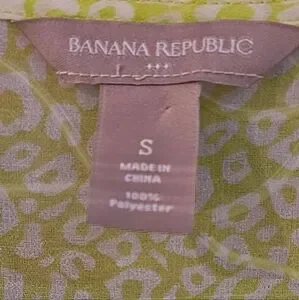 BANANA REPUBLIC
S
MADE IN
CHINA
100%
Polyester